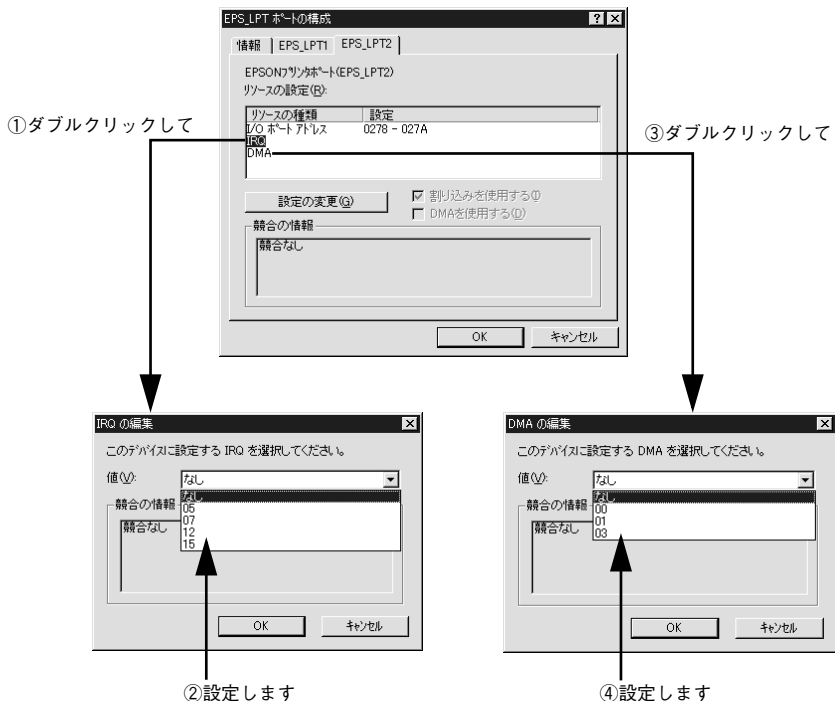 EPS_LPT ポートの構成
情報 EPS_LPT1 EPS_LPT2
EPSONプリンタポート(EPS_LPT2)
リソースの設定(R):
リソースの種類 設定
I/O ポート アドレス 0278 - 027A
IRQ
DMA
①ダブルクリックして
③ダブルクリックして
設定の変更(G)
割り込みを使用する(I)
DMAを使用する(D)
競合の情報
競合なし
OK キャンセル
IRQ の編集
このデバイスに設定する IRQ を選択してください。
値(V): なし
なし
05
07
12
15
競合の情報
競合なし
OK キャンセル
②設定します
DMA の編集
このデバイスに設定する DMA を選択してください。
値(V): なし
なし
00
01
03
競合の情報
競合なし
OK キャンセル
④設定します